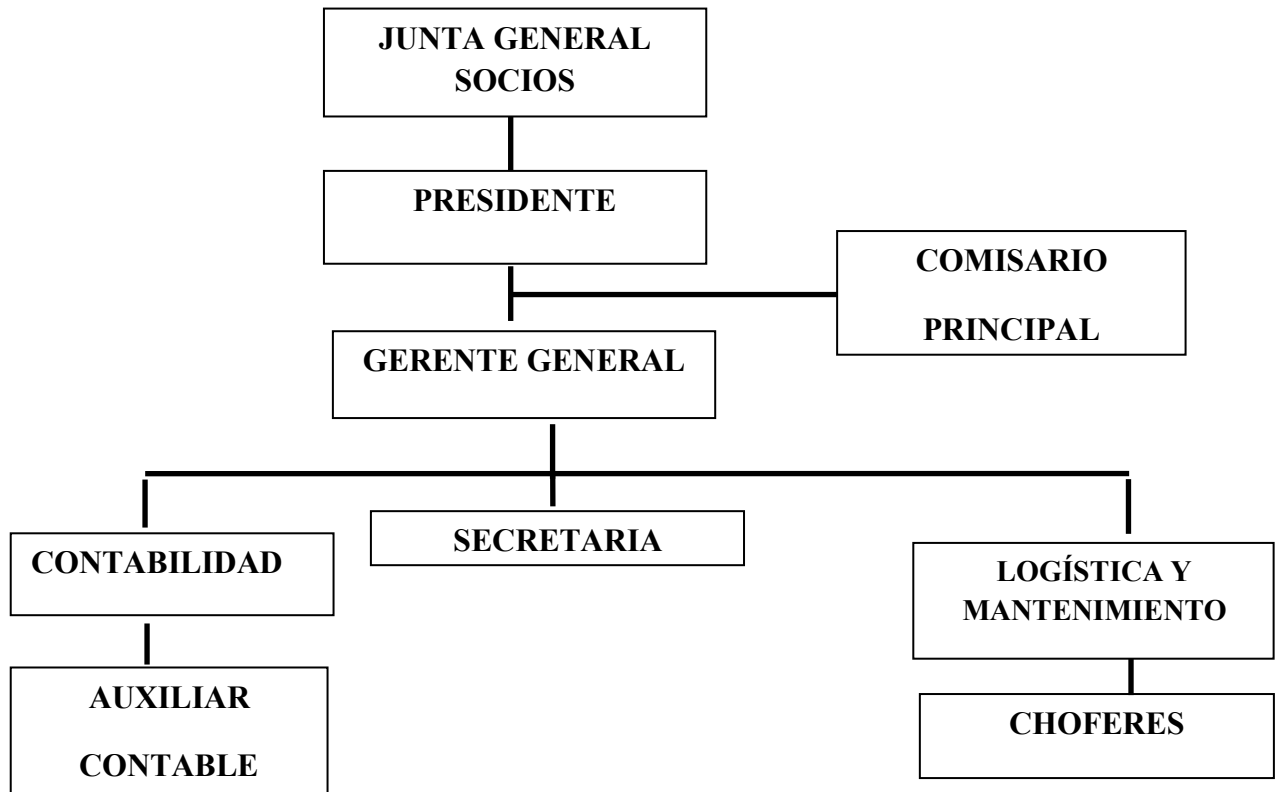 JUNTA GENERAL
SOCIOS
PRESIDENTE
COMISARIO
PRINCIPAL
GERENTE GENERAL
CONTABILIDAD
SECRETARIA
LOGÍSTICA Y
MANTENIMIENTO
AUXILIAR
CONTABLE
CHOFERES